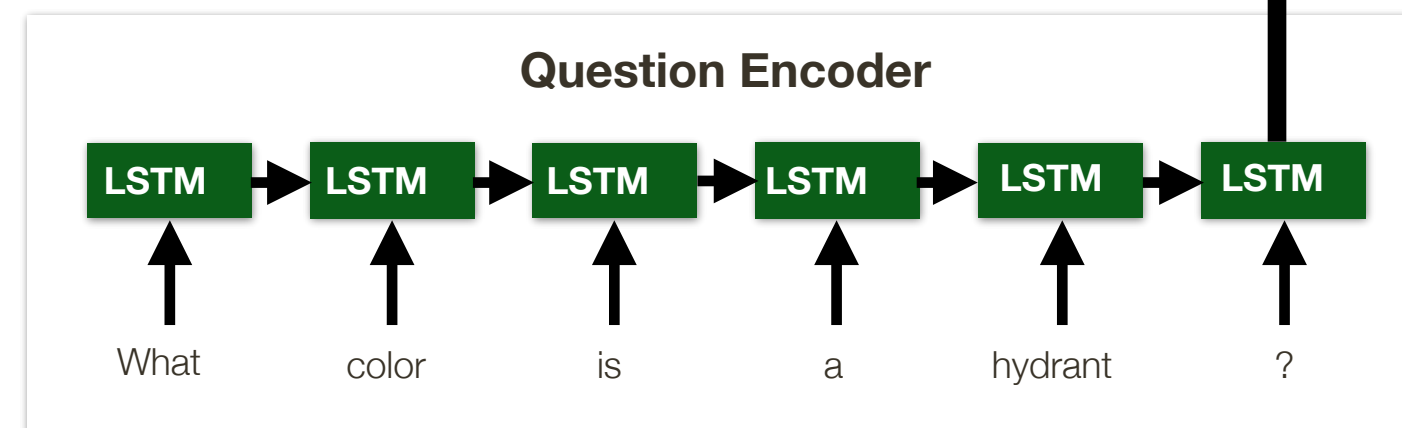 Question Encoder
LSTM LSTM LSTM LSTM LSTM LSTM
What color is a hydrant ?